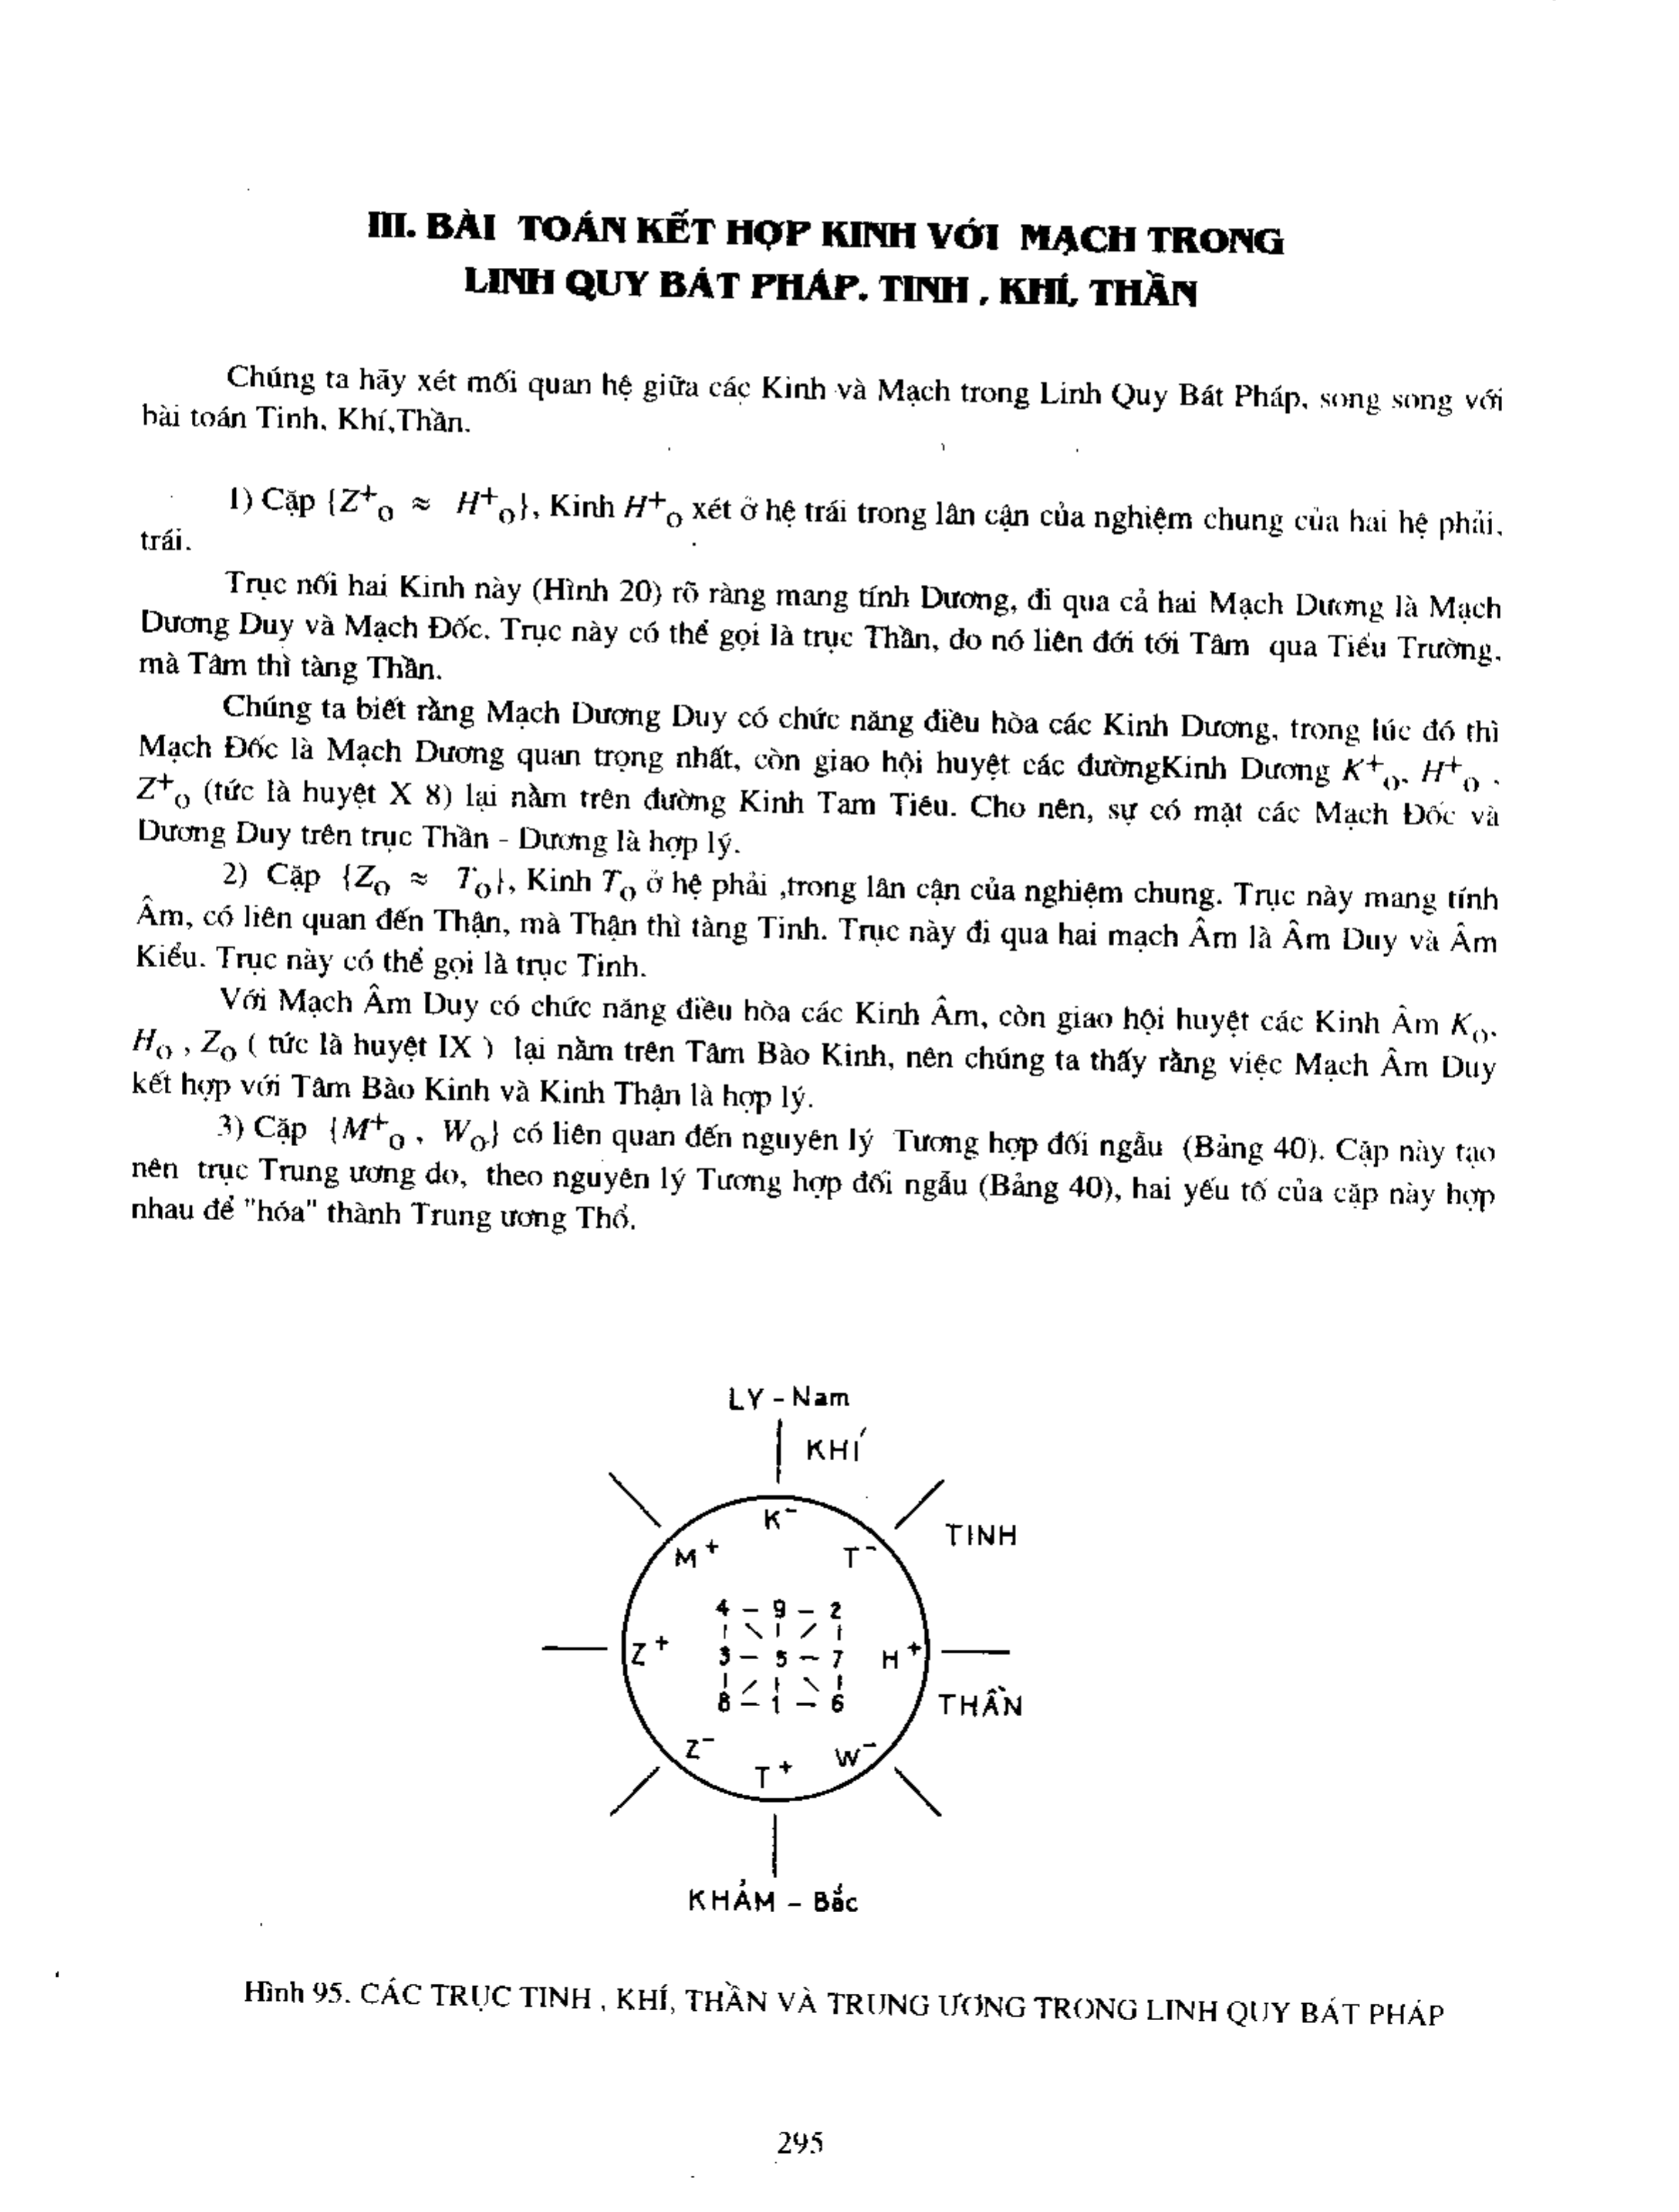 III. BÀI TOÁN KẾT HỢP KINH VỚI MẠCH TRONG
LINH QUY BÁT PHÁP. TINH , KHÍ, THẦN
Chúng ta hãy xét mối quan hệ giữa các Kinh và Mạch trong Linh Quy Bát Pháp, song song với
bài toán Tinh, Khí,Thần.
1) Cặp {Z⁺₀ ≈ H⁺₀}, Kinh H⁺₀ xét ở hệ trái trong lân cận của nghiệm chung của hai hệ phải,
trái.
Trục nối hai Kinh này (Hình 20) rõ ràng mang tính Dương, đi qua cả hai Mạch Dương là Mạch
Dương Duy và Mạch Đốc. Trục này có thể gọi là trục Thần, do nó liên đới tới Tâm qua Tiểu Trường,
mà Tâm thì tàng Thần.
Chúng ta biết rằng Mạch Dương Duy có chức năng điều hòa các Kinh Dương, trong lúc đó thì
Mạch Đốc là Mạch Dương quan trọng nhất, còn giao hội huyệt các đườngKinh Dương K⁺₀, H⁺₀ ,
Z⁺₀ (tức là huyệt X 8) lại nằm trên đường Kinh Tam Tiêu. Cho nên, sự có mặt các Mạch Đốc và
Dương Duy trên trục Thần - Dương là hợp lý.
2) Cặp {Z₀ ≈ T₀}, Kinh T₀ ở hệ phải ,trong lân cận của nghiệm chung. Trục này mang tính
Âm, có liên quan đến Thận, mà Thận thì tàng Tinh. Trục này đi qua hai mạch Âm là Âm Duy và Âm
Kiểu. Trục này có thể gọi là trục Tinh.
Với Mạch Âm Duy có chức năng điều hòa các Kinh Âm, còn giao hội huyệt các Kinh Âm K₀,
H₀ , Z₀ ( tức là huyệt IX ) lại nằm trên Tâm Bào Kinh, nên chúng ta thấy rằng việc Mạch Âm Duy
kết hợp với Tâm Bào Kinh và Kinh Thận là hợp lý.
3) Cặp {M⁺₀ , W₀} có liên quan đến nguyên lý Tương hợp đối ngẫu (Bảng 40). Cặp này tạo
nên trục Trung ương do, theo nguyên lý Tương hợp đối ngẫu (Bảng 40), hai yếu tố của cặp này hợp
nhau để "hóa" thành Trung ương Thổ.
LY - Nam
KHÍ
TINH
K⁻
M⁺ T⁻
4 - 9 - 2
Z⁺ 3 - 5 - 7 H⁺
8 - 1 - 6
THẦN
Z⁻ T⁺ W⁻
KHẢM - Bắc
Hình 95. CÁC TRỤC TINH , KHÍ, THẦN VÀ TRUNG ƯƠNG TRONG LINH QUY BÁT PHÁP
295